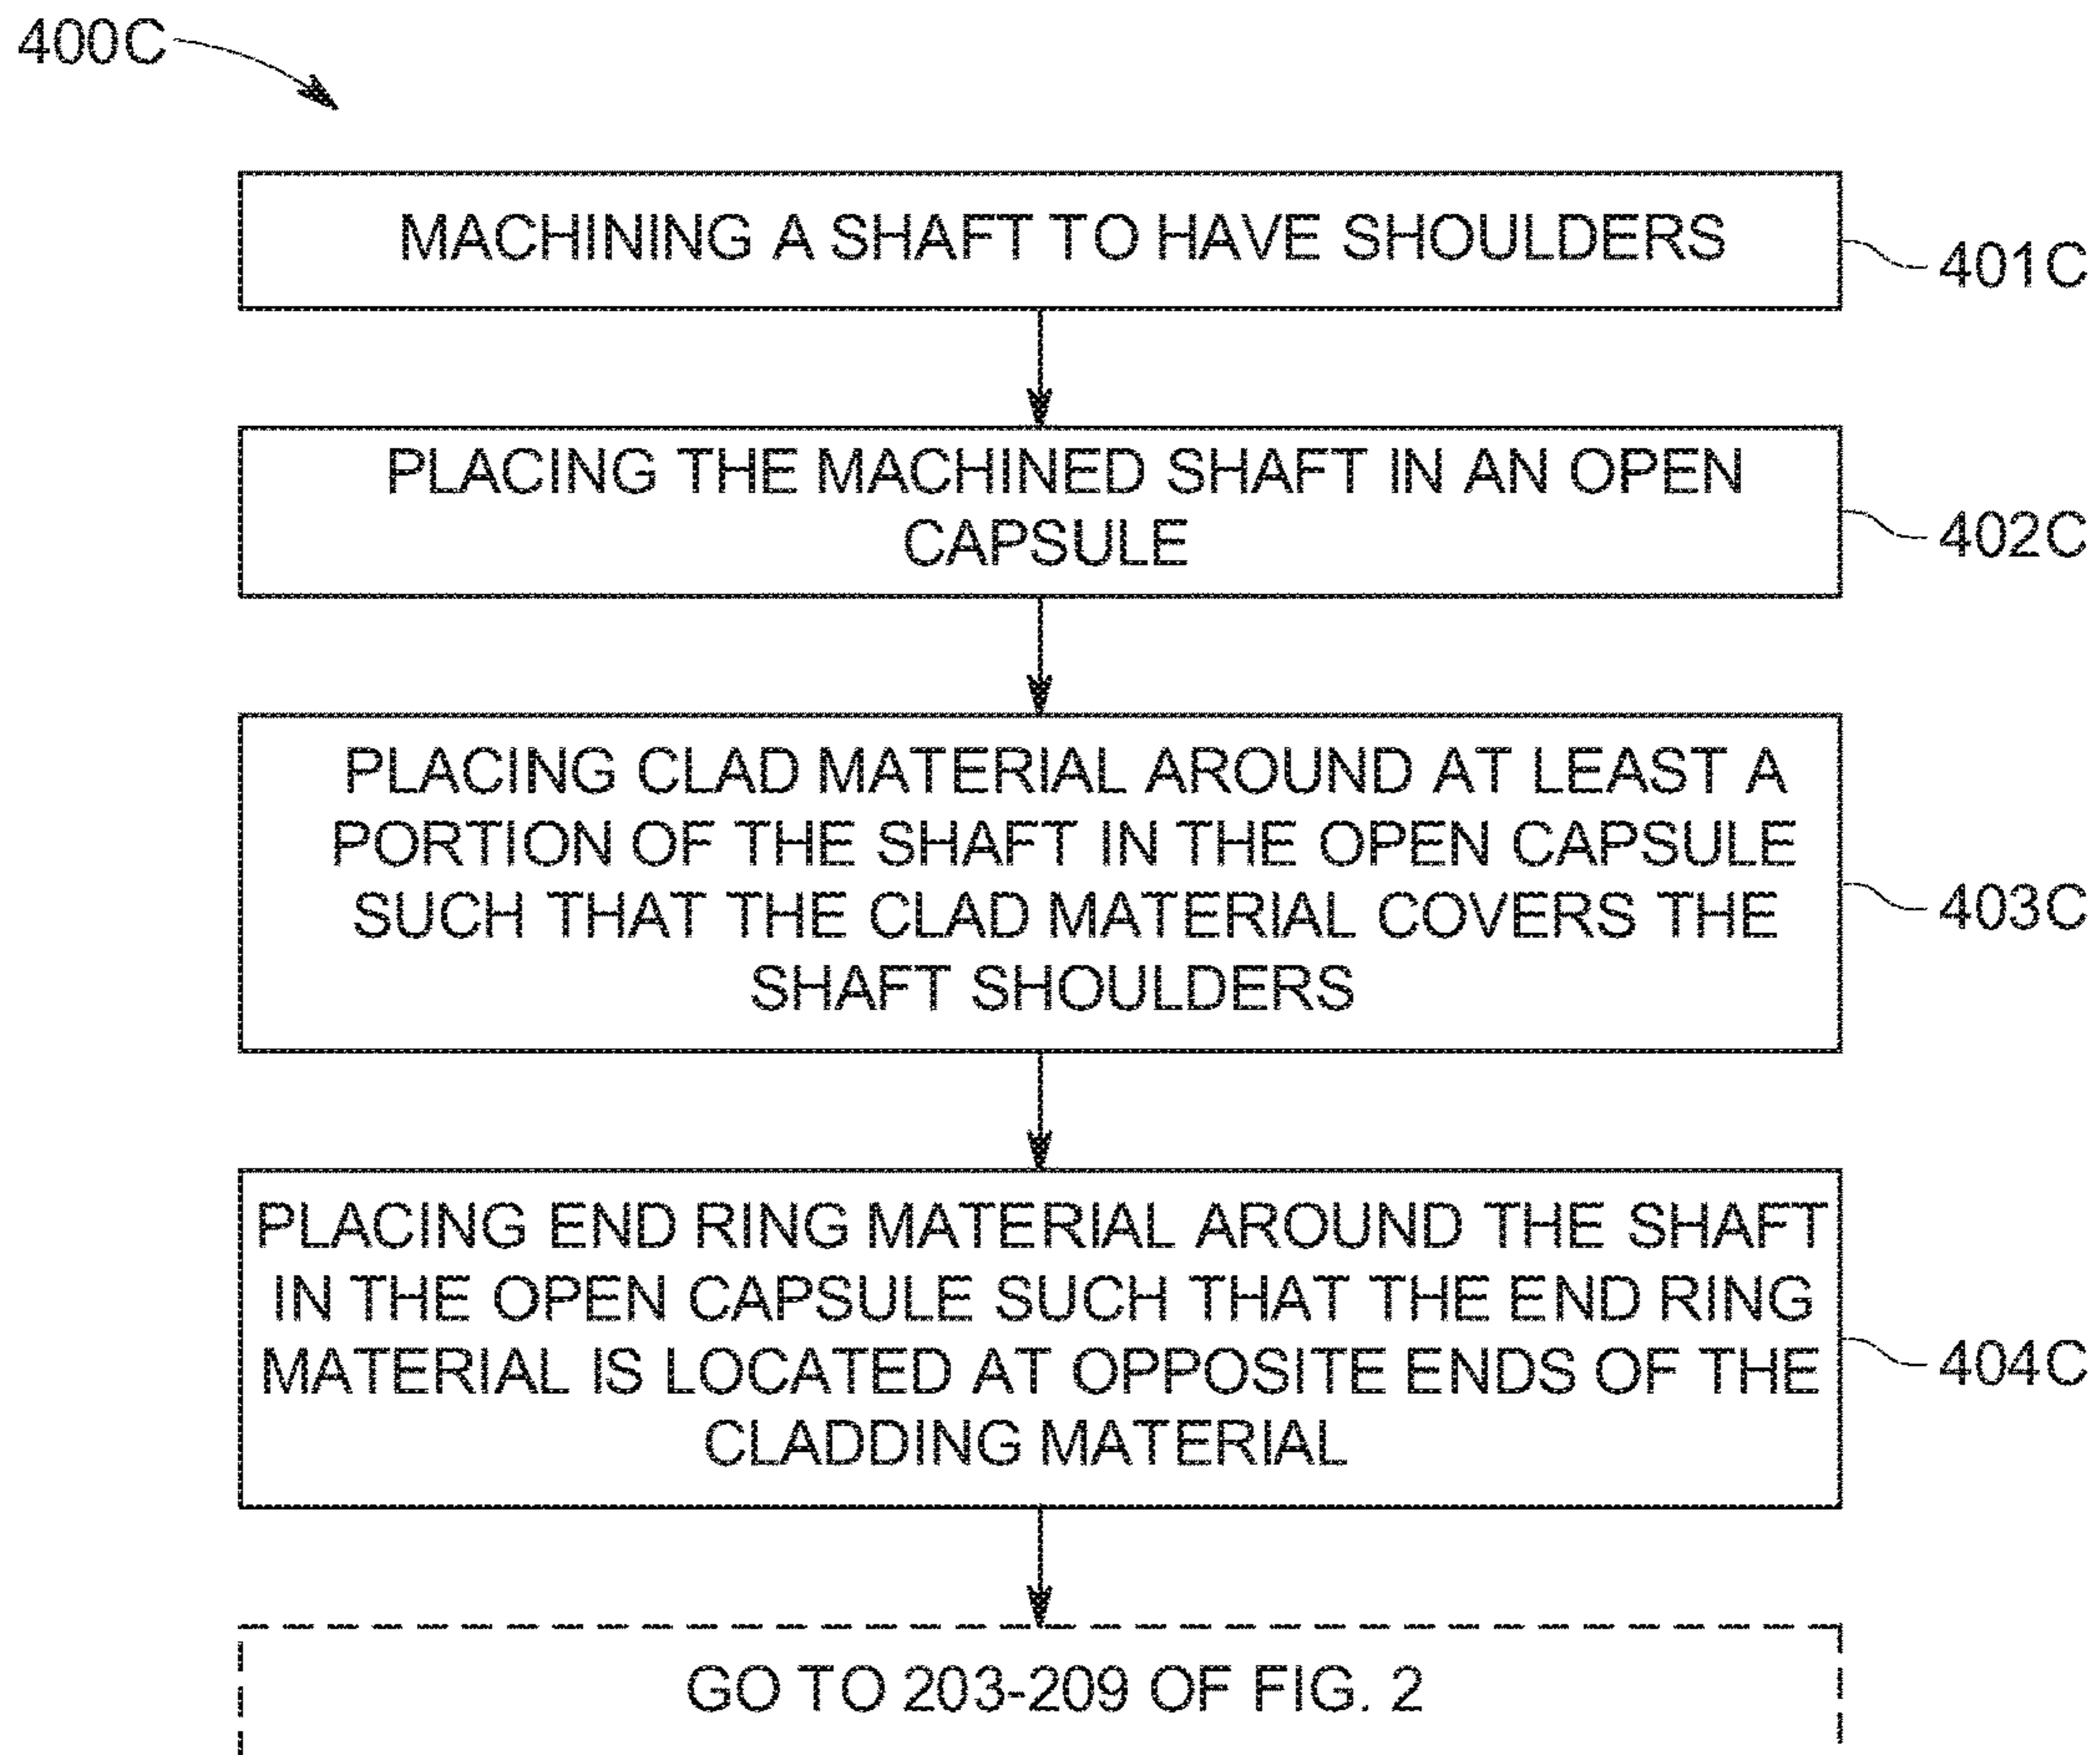 400C
MACHINING A SHAFT TO HAVE SHOULDERS
401C
PLACING THE MACHINED SHAFT IN AN OPEN
CAPSULE
402C
PLACING CLAD MATERIAL AROUND AT LEAST A
PORTION OF THE SHAFT IN THE OPEN CAPSULE
SUCH THAT THE CLAD MATERIAL COVERS THE
SHAFT SHOULDERS
403C
PLACING END RING MATERIAL AROUND THE SHAFT
IN THE OPEN CAPSULE SUCH THAT THE END RING
MATERIAL IS LOCATED AT OPPOSITE ENDS OF THE
CLADDING MATERIAL
404C
GO TO 203-209 OF FIG. 2